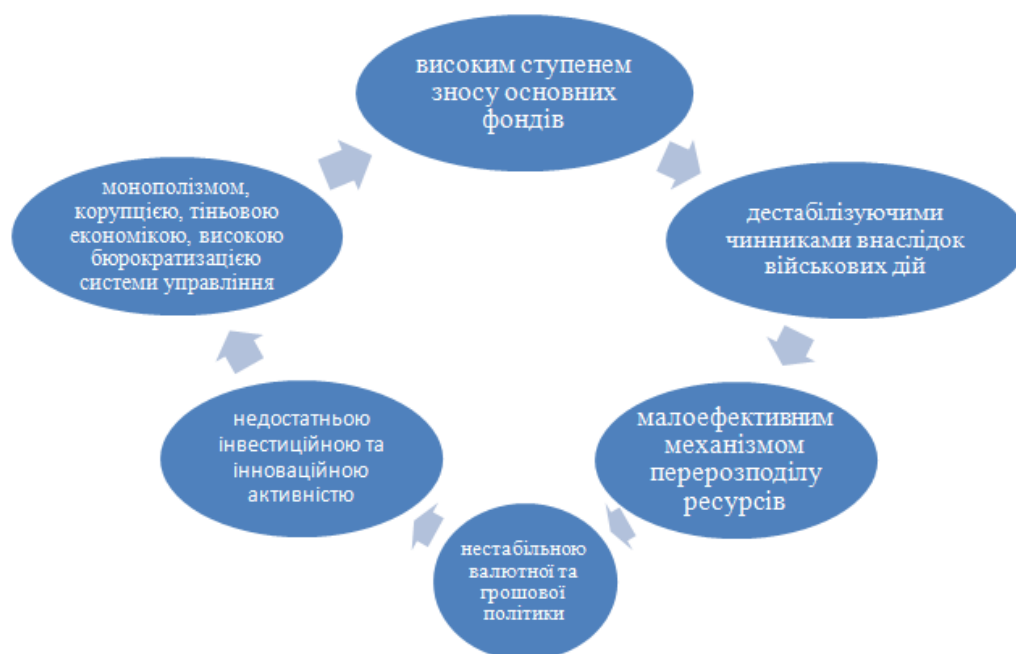 високим ступенем
зносу основних
фондів
дестабілізуючими
чинниками внаслідок
військових дій
малоефективним
механізмом
перерозподілу
ресурсів
нестабільною
валютної та
грошової
політики
недостатньою
інвестиційною та
інноваційною
активністю
монополізмом,
корупцією, тіньовою
економікою, високою
бюрократизацією
системи управління